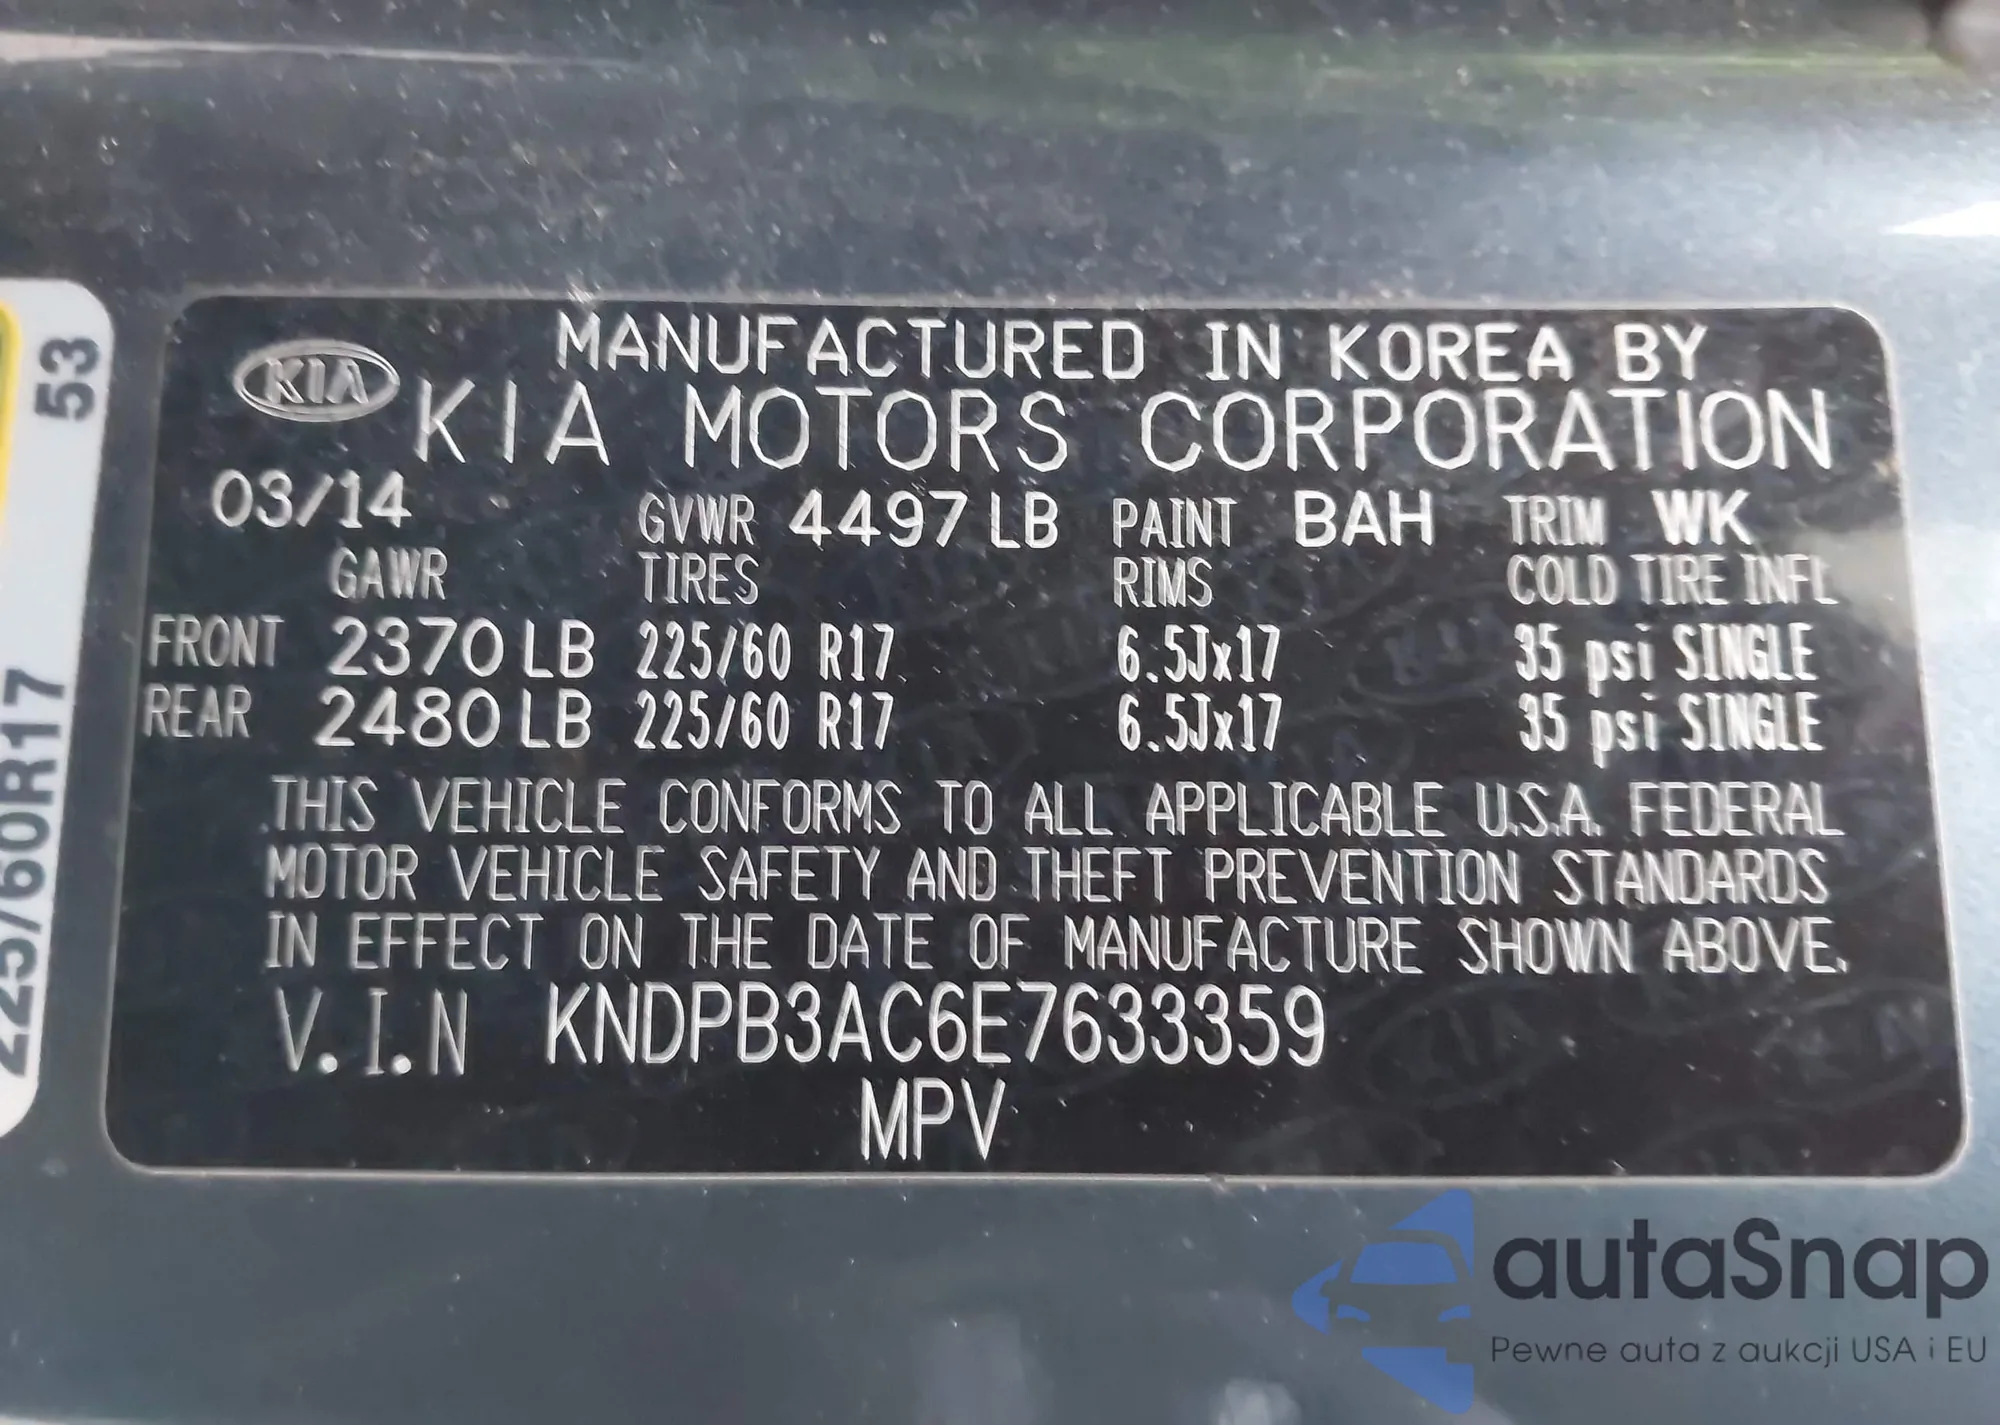 MANUFACTURED IN KOREA BY
KIA KIA MOTORS CORPORATION
03/14 GVWR 4497 LB PAINT BAH TRIM WK
GAWR TIRES RIMS COLD TIRE INFL
FRONT 2370 LB 225/60 R17 6.5Jx17 35 psi SINGLE
REAR 2480 LB 225/60 R17 6.5Jx17 35 psi SINGLE
THIS VEHICLE CONFORMS TO ALL APPLICABLE U.S.A. FEDERAL
MOTOR VEHICLE SAFETY AND THEFT PREVENTION STANDARDS
IN EFFECT ON THE DATE OF MANUFACTURE SHOWN ABOVE.
V.I.N KNDPB3AC6E7633359
MPV
53
225/60R17
autaSnap
Pewne auta z aukcji USA i EU